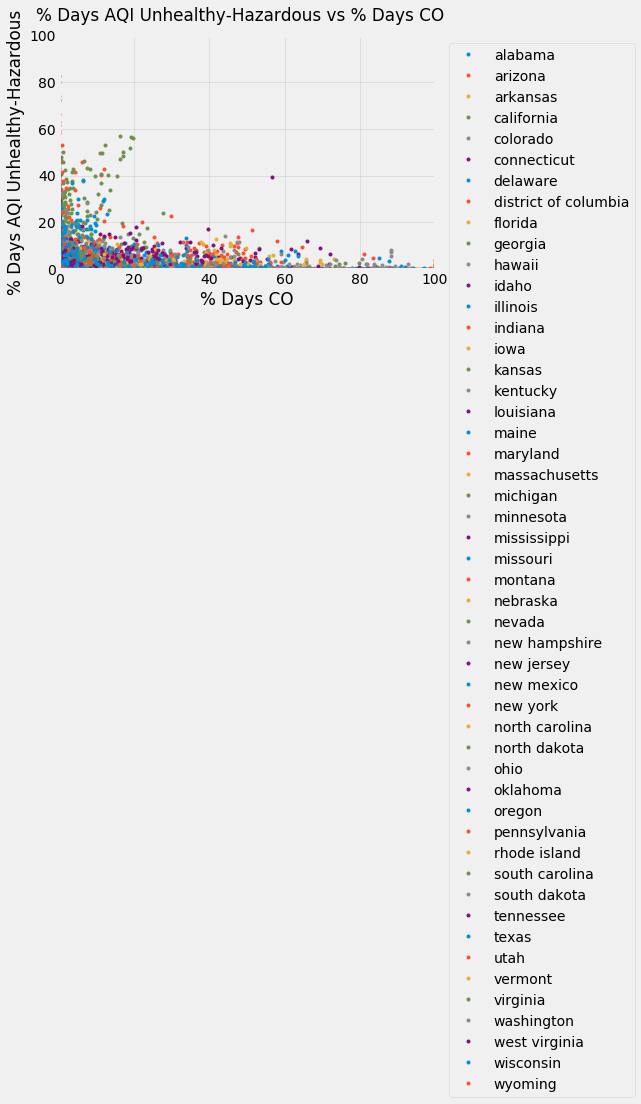 % Days AQI Unhealthy-Hazardous vs % Days CO
% Days AQI Unhealthy-Hazardous
100
80
60
40
20
0
0 20 40 60 80 100
% Days CO
alabama
arizona
arkansas
california
colorado
connecticut
delaware
district of columbia
florida
georgia
hawaii
idaho
illinois
indiana
iowa
kansas
kentucky
louisiana
maine
maryland
massachusetts
michigan
minnesota
mississippi
missouri
montana
nebraska
nevada
new hampshire
new jersey
new mexico
new york
north carolina
north dakota
ohio
oklahoma
oregon
pennsylvania
rhode island
south carolina
south dakota
tennessee
texas
utah
vermont
virginia
washington
west virginia
wisconsin
wyoming